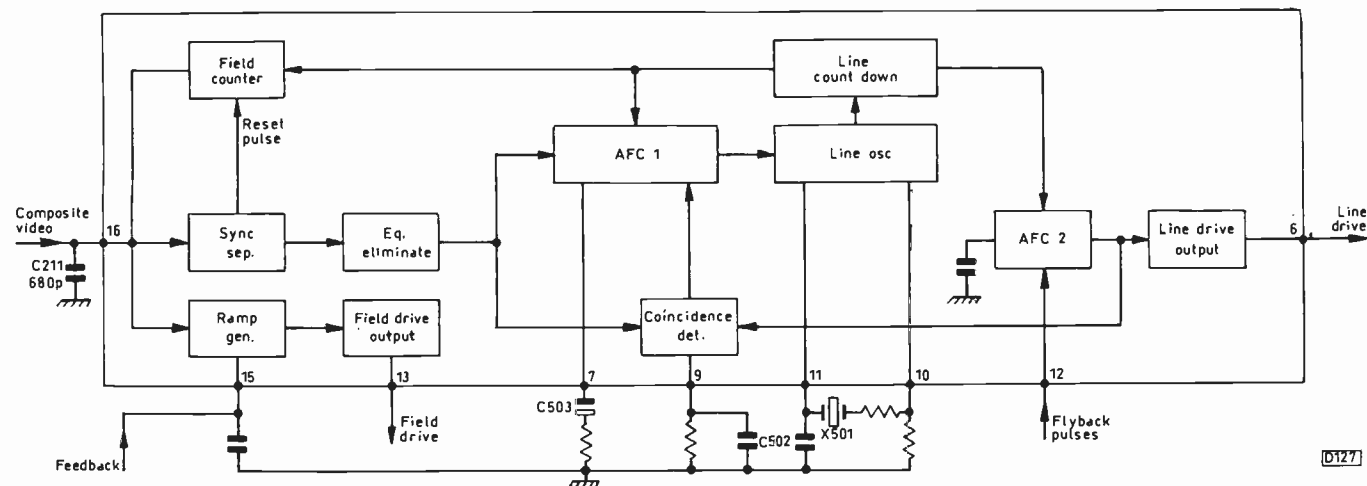 Field
counter
Line
count down
Reset
pulse
AFC 1
Line osc
Composite
video
16
Sync
sep.
Eq.
eliminate
C211
680p
AFC 2
Line drive
output
6
Line
drive
Ramp
gen.
Field drive
output
Coincidence
det.
15
13
7
9
11
10
12
C503
C502
X501
Feedback
Field
drive
Flyback
pulses
D127